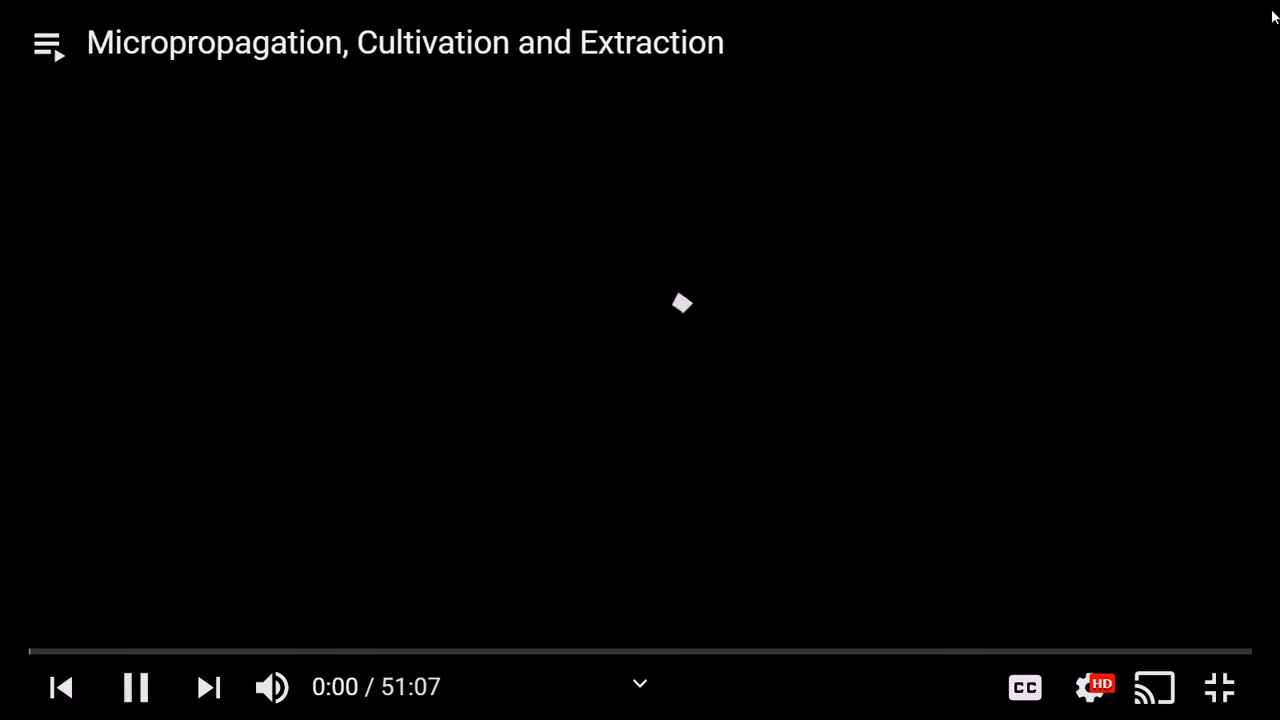 Micropropagation, Cultivation and Extraction
0:00 / 51:07
CC
HD